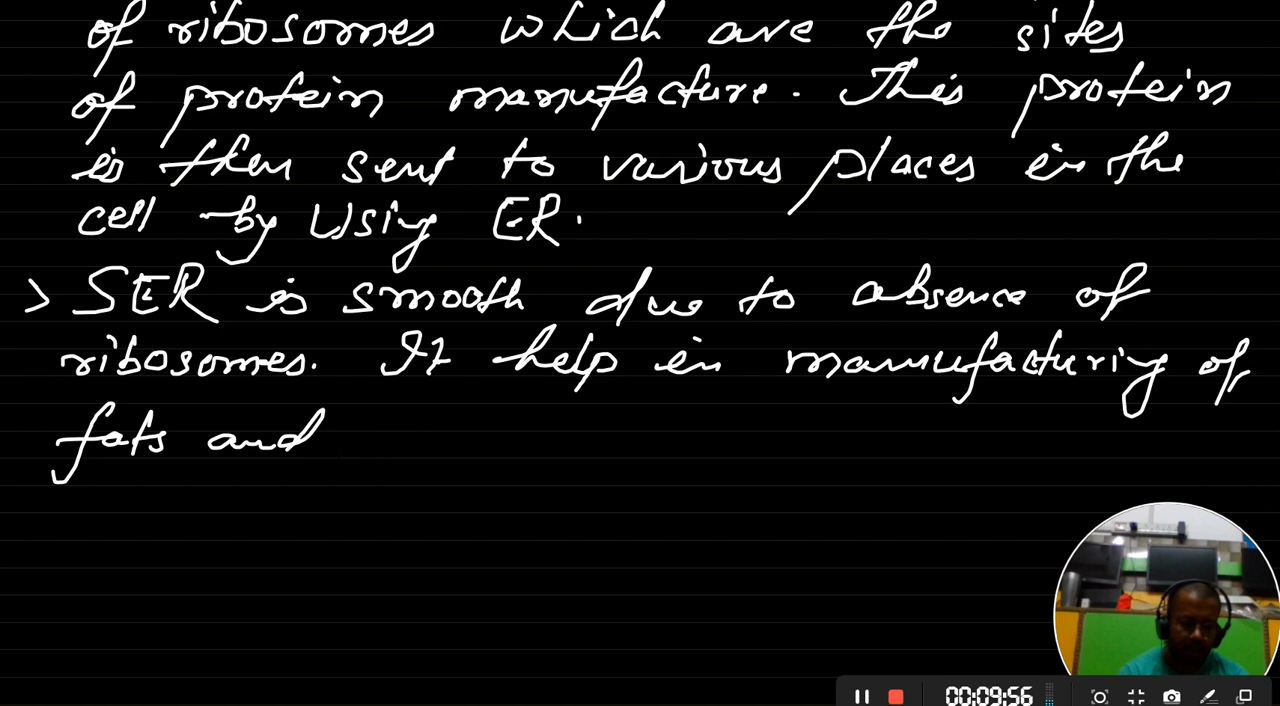 of ribosomes which are the sites
of protein manufacture. This protein
is then sent to various places in the
cell by using ER.
> SER is smooth due to absence of
ribosomes. It help in manufacturing of
fats and
00:09:56